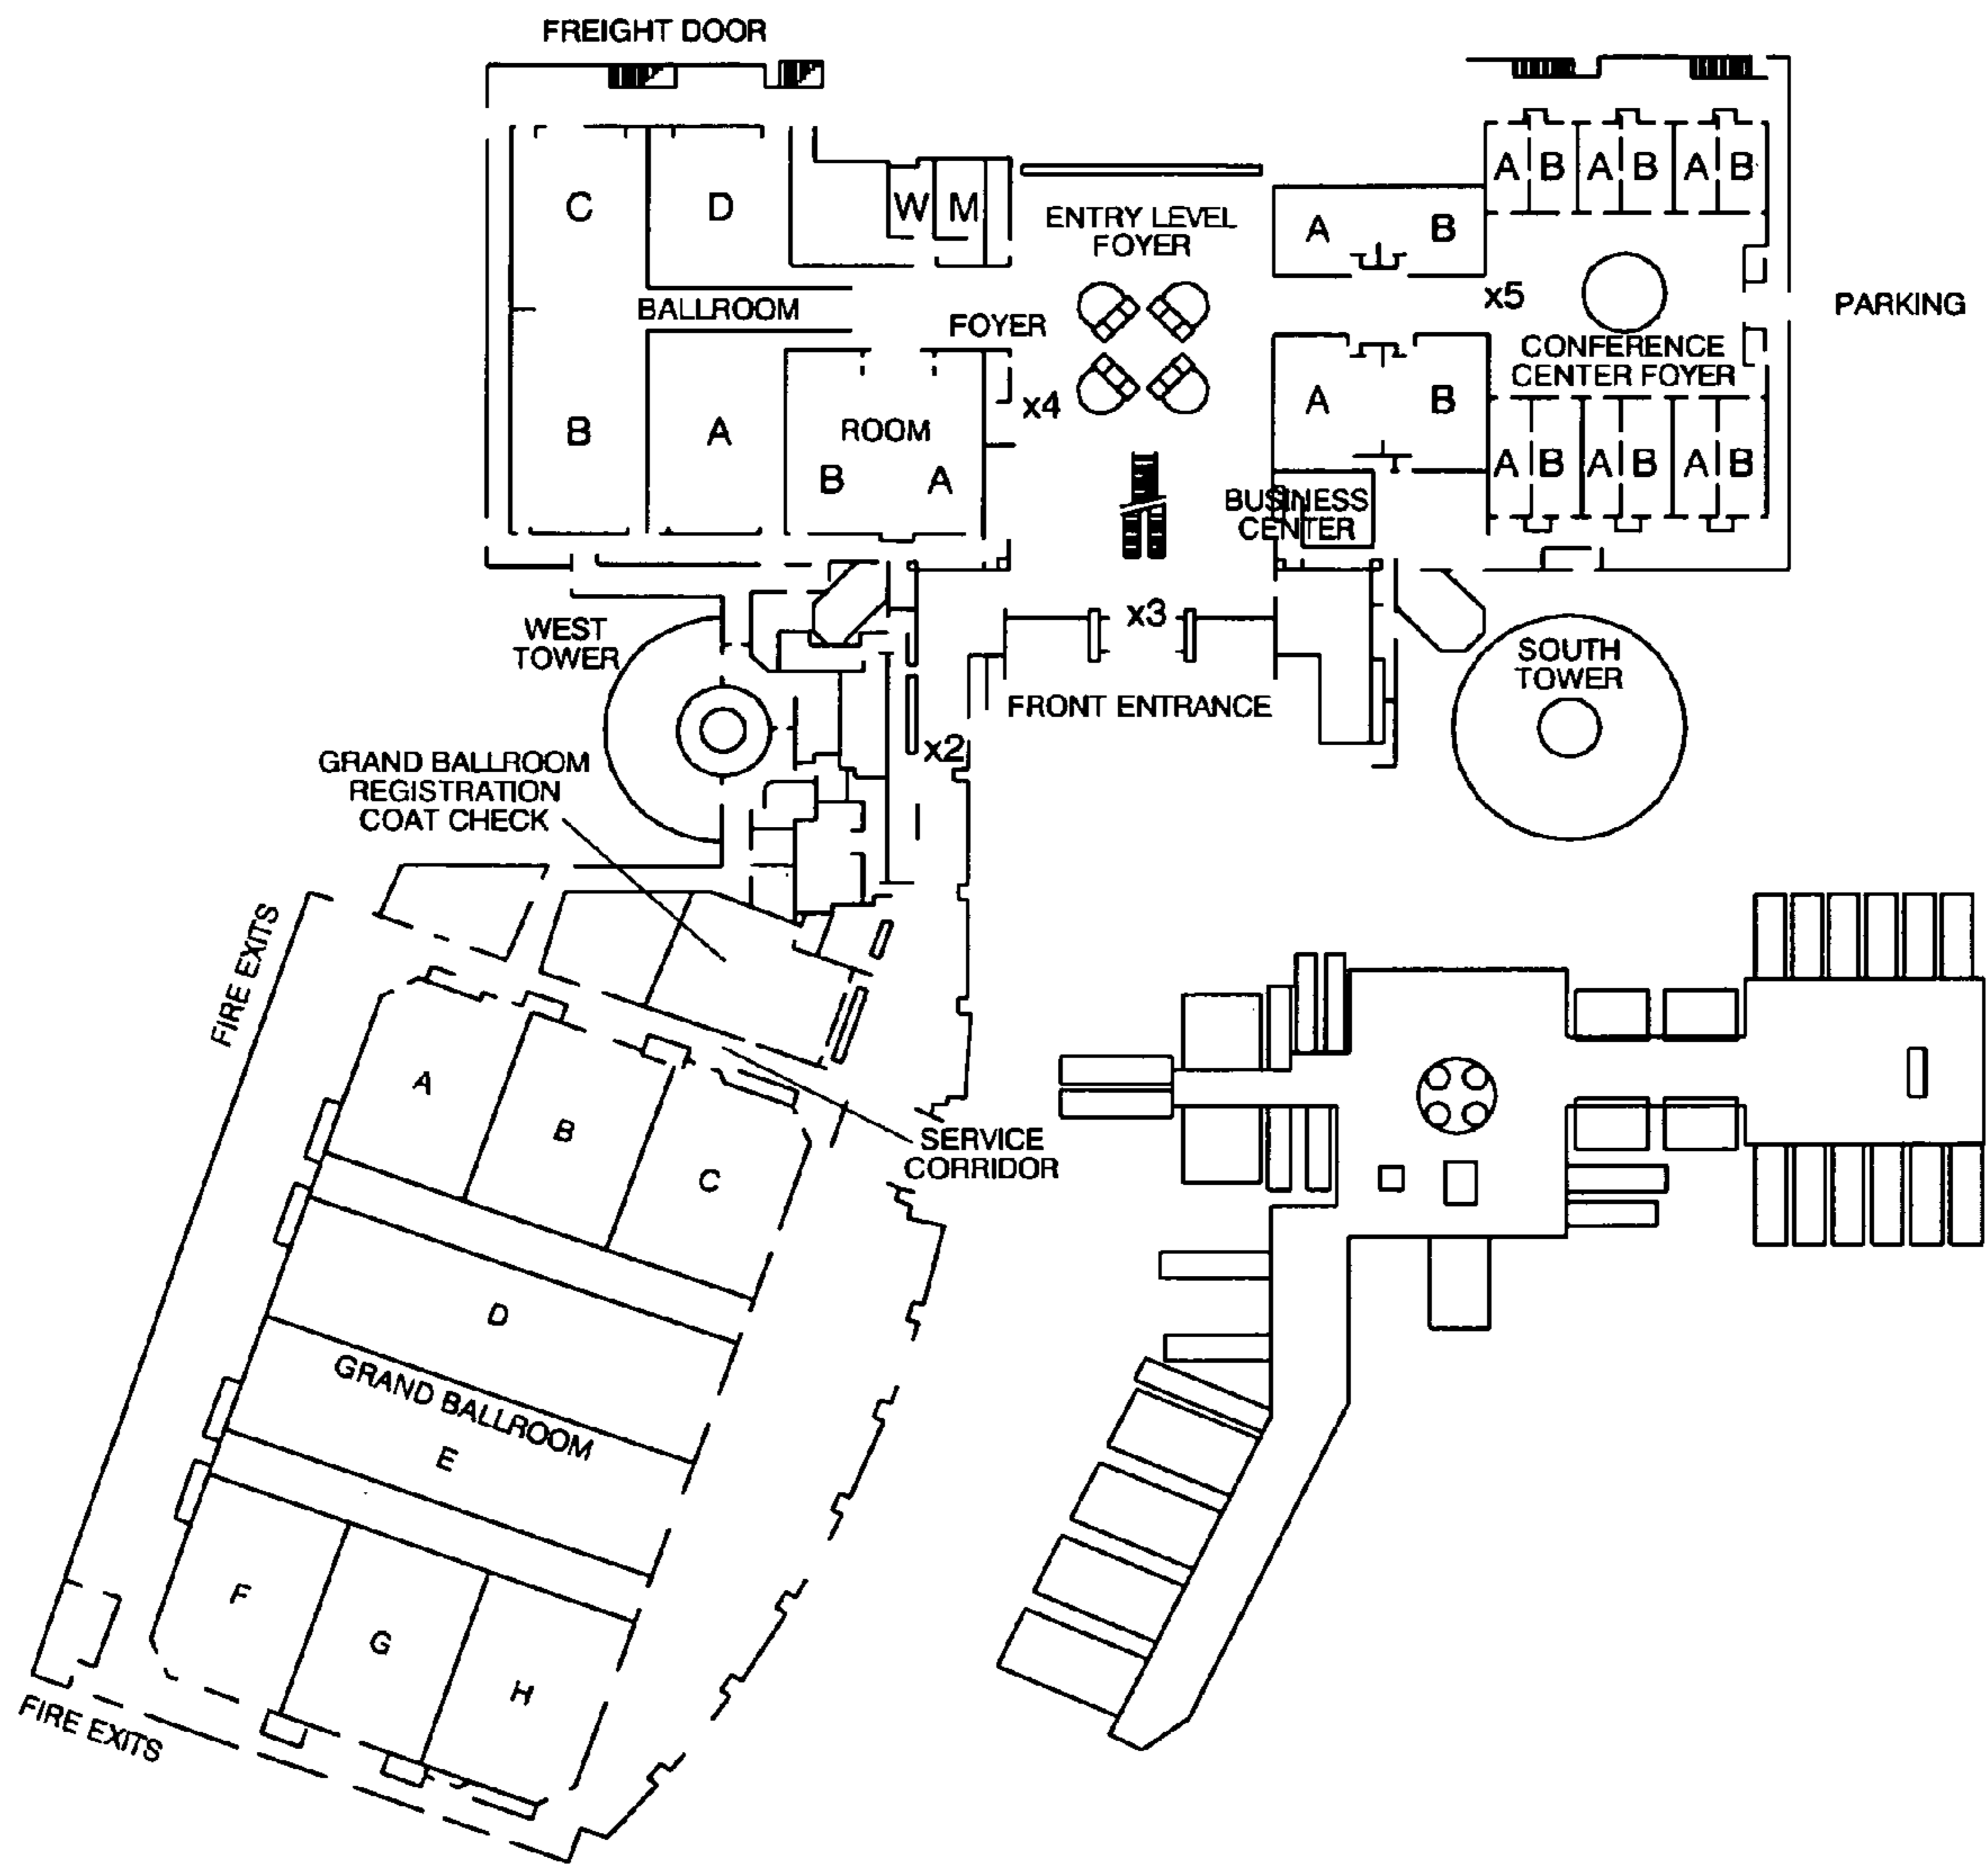 FREIGHT DOOR
A B A B A B
C D W M
ENTRY LEVEL
FOYER
A B
BALLROOM
FOYER
x5
PARKING
CONFERENCE
CENTER FOYER
x4
A B
B A
ROOM
B A
A B A B A B
BUSINESS
CENTER
x3
WEST
TOWER
SOUTH
TOWER
FRONT ENTRANCE
x2
GRAND BALLROOM
REGISTRATION
COAT CHECK
FIRE EXITS
A
B
C
SERVICE
CORRIDOR
D
GRAND BALLROOM
E
F
G
H
FIRE EXITS